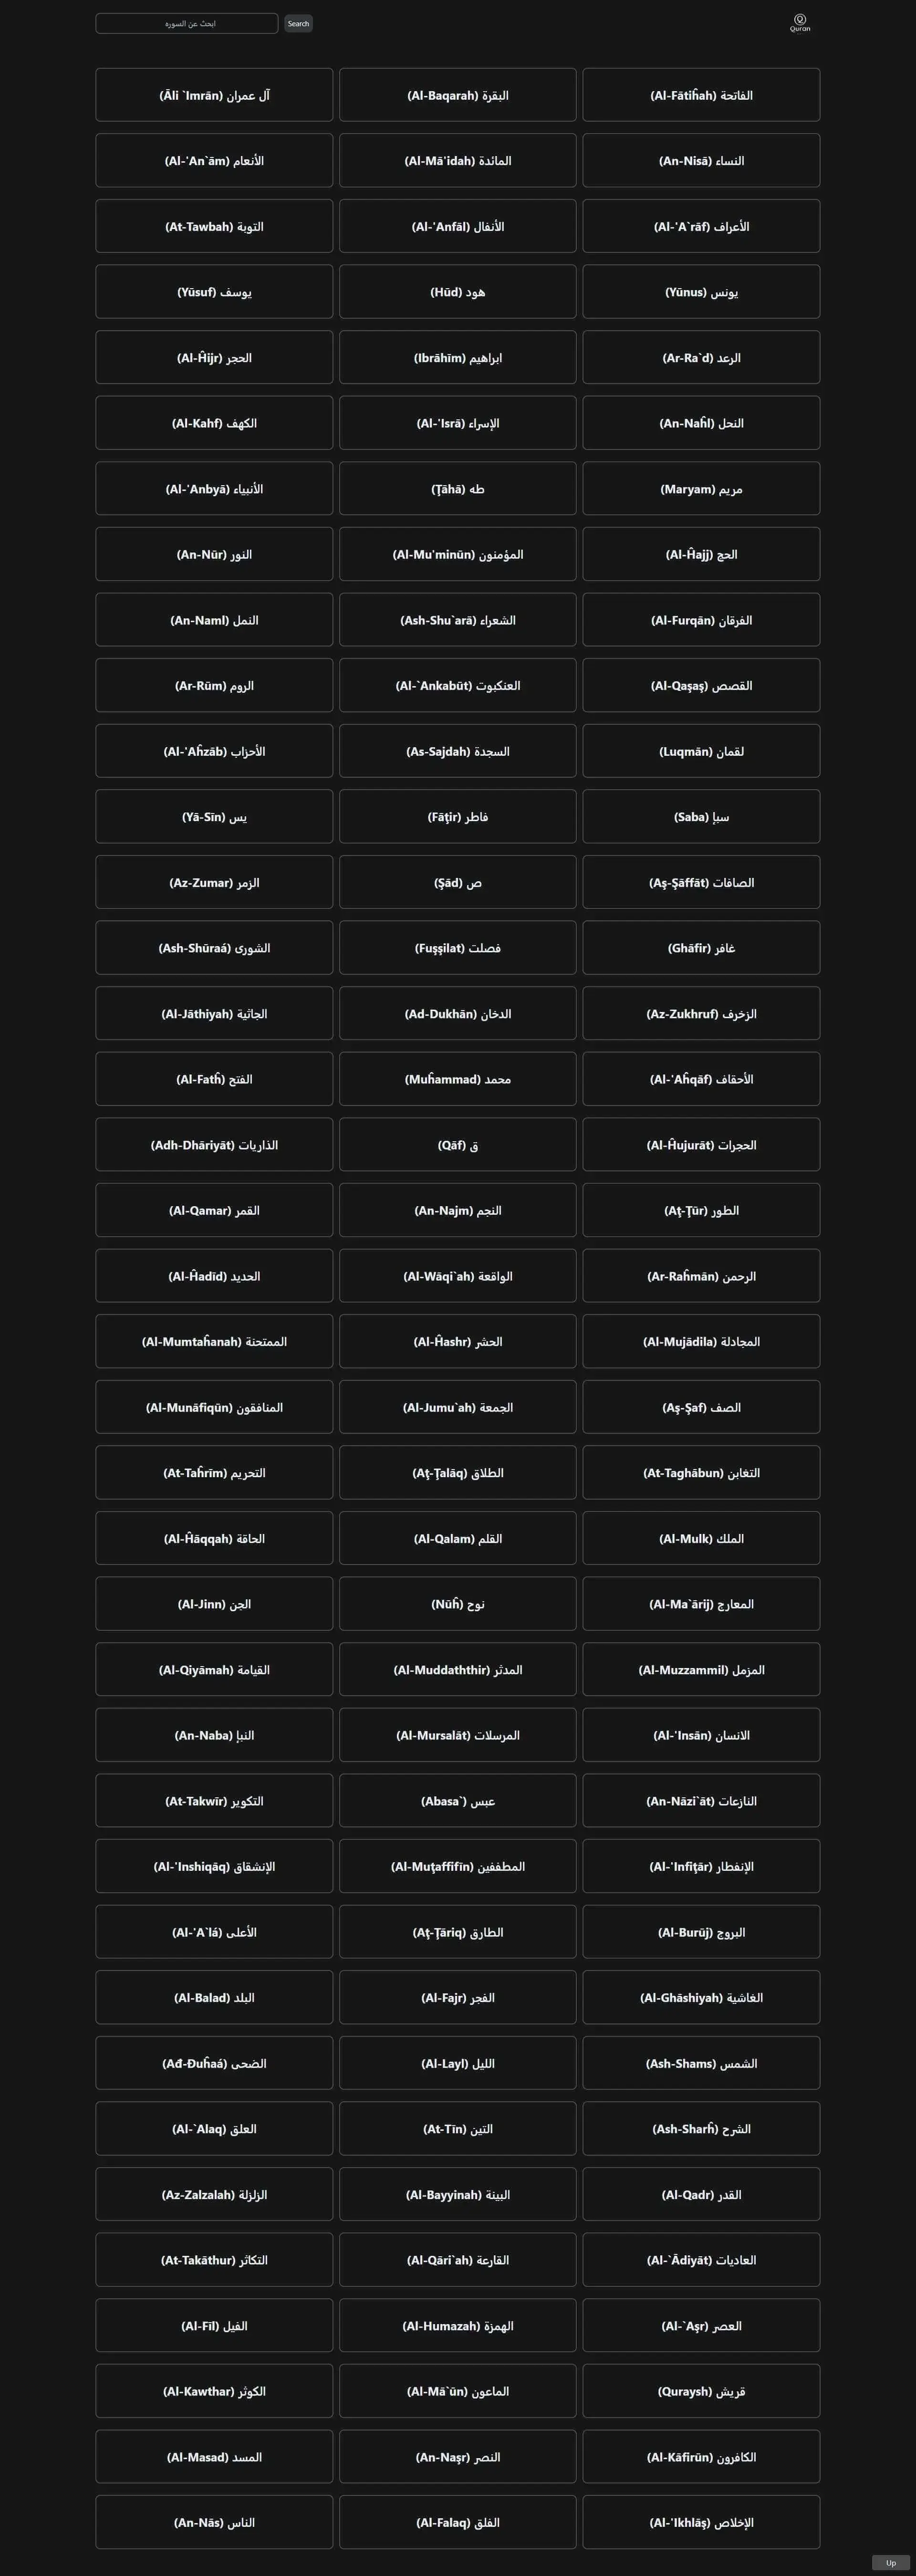 Quran
ابحث عن السوره
Search
الفاتحة (Al-Fātiĥah)
البقرة (Al-Baqarah)
آل عمران (Āli `Imrān)
النساء (An-Nisā)
المائدة (Al-Mā'idah)
الأنعام (Al-'An`ām)
الأعراف (Al-'A`rāf)
الأنفال (Al-'Anfāl)
التوبة (At-Tawbah)
يونس (Yūnus)
هود (Hūd)
يوسف (Yūsuf)
الرعد (Ar-Ra`d)
ابراهيم (Ibrāhīm)
الحجر (Al-Ĥijr)
النحل (An-Naĥl)
الإسراء (Al-'Isrā)
الكهف (Al-Kahf)
مريم (Maryam)
طه (Ţāhā)
الأنبياء (Al-'Anbyā)
الحج (Al-Ĥajj)
المؤمنون (Al-Mu'minūn)
النور (An-Nūr)
الفرقان (Al-Furqān)
الشعراء (Ash-Shu`arā)
النمل (An-Naml)
القصص (Al-Qaşaş)
العنكبوت (Al-`Ankabūt)
الروم (Ar-Rūm)
لقمان (Luqmān)
السجدة (As-Sajdah)
الأحزاب (Al-'Aĥzāb)
سبإ (Saba)
فاطر (Fāţir)
يس (Yā-Sīn)
الصافات (Aş-Şāffāt)
ص (Şād)
الزمر (Az-Zumar)
غافر (Ghāfir)
فصلت (Fuşşilat)
الشورى (Ash-Shūraá)
الزخرف (Az-Zukhruf)
الدخان (Ad-Dukhān)
الجاثية (Al-Jāthiyah)
الأحقاف (Al-'Aĥqāf)
محمد (Muĥammad)
الفتح (Al-Fatĥ)
الحجرات (Al-Ĥujurāt)
ق (Qāf)
الذاريات (Adh-Dhāriyāt)
الطور (Aţ-Ţūr)
النجم (An-Najm)
القمر (Al-Qamar)
الرحمن (Ar-Raĥmān)
الواقعة (Al-Wāqi`ah)
الحديد (Al-Ĥadīd)
المجادلة (Al-Mujādila)
الحشر (Al-Ĥashr)
الممتحنة (Al-Mumtaĥanah)
الصف (Aş-Şaf)
الجمعة (Al-Jumu`ah)
المنافقون (Al-Munāfiqūn)
التغابن (At-Taghābun)
الطلاق (Aţ-Ţalāq)
التحريم (At-Taĥrīm)
الملك (Al-Mulk)
القلم (Al-Qalam)
الحاقة (Al-Ĥāqqah)
المعارج (Al-Ma`ārij)
نوح (Nūĥ)
الجن (Al-Jinn)
المزمل (Al-Muzzammil)
المدثر (Al-Muddaththir)
القيامة (Al-Qiyāmah)
الانسان (Al-'Insān)
المرسلات (Al-Mursalāt)
النبإ (An-Naba)
النازعات (An-Nāzi`āt)
عبس (`Abasa)
التكوير (At-Takwīr)
الإنفطار (Al-'Infiţār)
المطففين (Al-Muţaffifīn)
الإنشقاق (Al-'Inshiqāq)
البروج (Al-Burūj)
الطارق (Aţ-Ţāriq)
الأعلى (Al-'A`lá)
الغاشية (Al-Ghāshiyah)
الفجر (Al-Fajr)
البلد (Al-Balad)
الشمس (Ash-Shams)
الليل (Al-Layl)
الضحى (Ađ-Đuĥaá)
الشرح (Ash-Sharĥ)
التين (At-Tīn)
العلق (Al-`Alaq)
القدر (Al-Qadr)
البينة (Al-Bayyinah)
الزلزلة (Az-Zalzalah)
العاديات (Al-`Ādiyāt)
القارعة (Al-Qāri`ah)
التكاثر (At-Takāthur)
العصر (Al-`Aşr)
الهمزة (Al-Humazah)
الفيل (Al-Fīl)
قريش (Quraysh)
الماعون (Al-Mā`ūn)
الكوثر (Al-Kawthar)
الكافرون (Al-Kāfirūn)
النصر (An-Naşr)
المسد (Al-Masad)
الإخلاص (Al-'Ikhlāş)
الفلق (Al-Falaq)
الناس (An-Nās)
Up